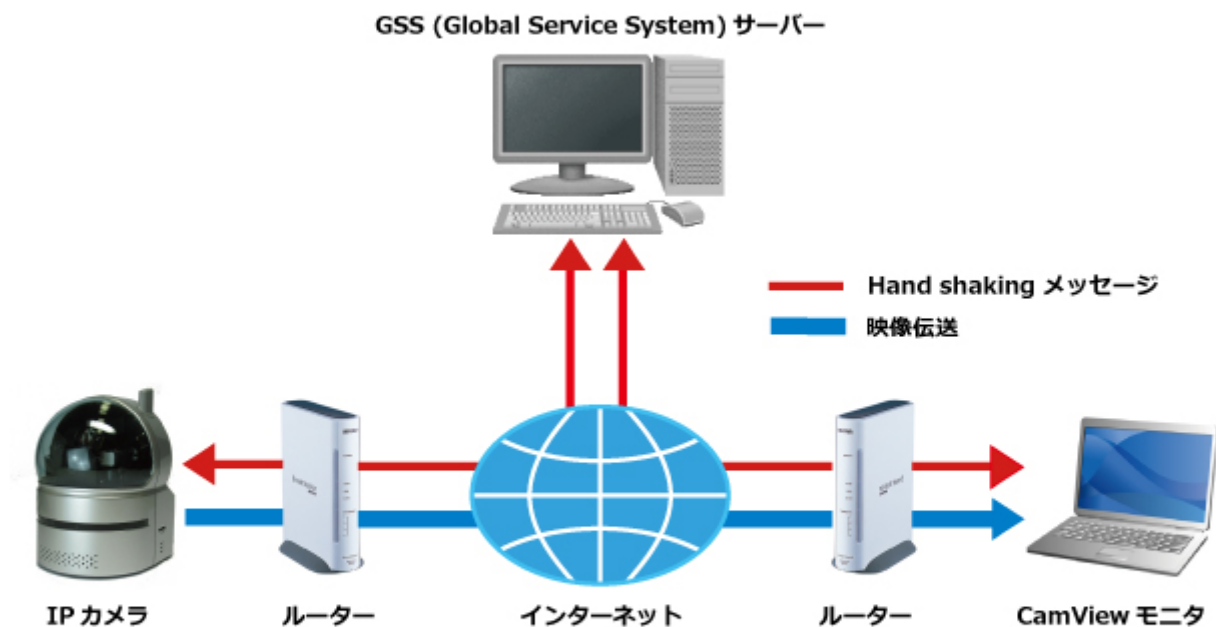 GSS (Global Service System) サーバー
Hand shaking メッセージ
映像伝送
IP カメラ
ルーター
インターネット
ルーター
CamView モニタ